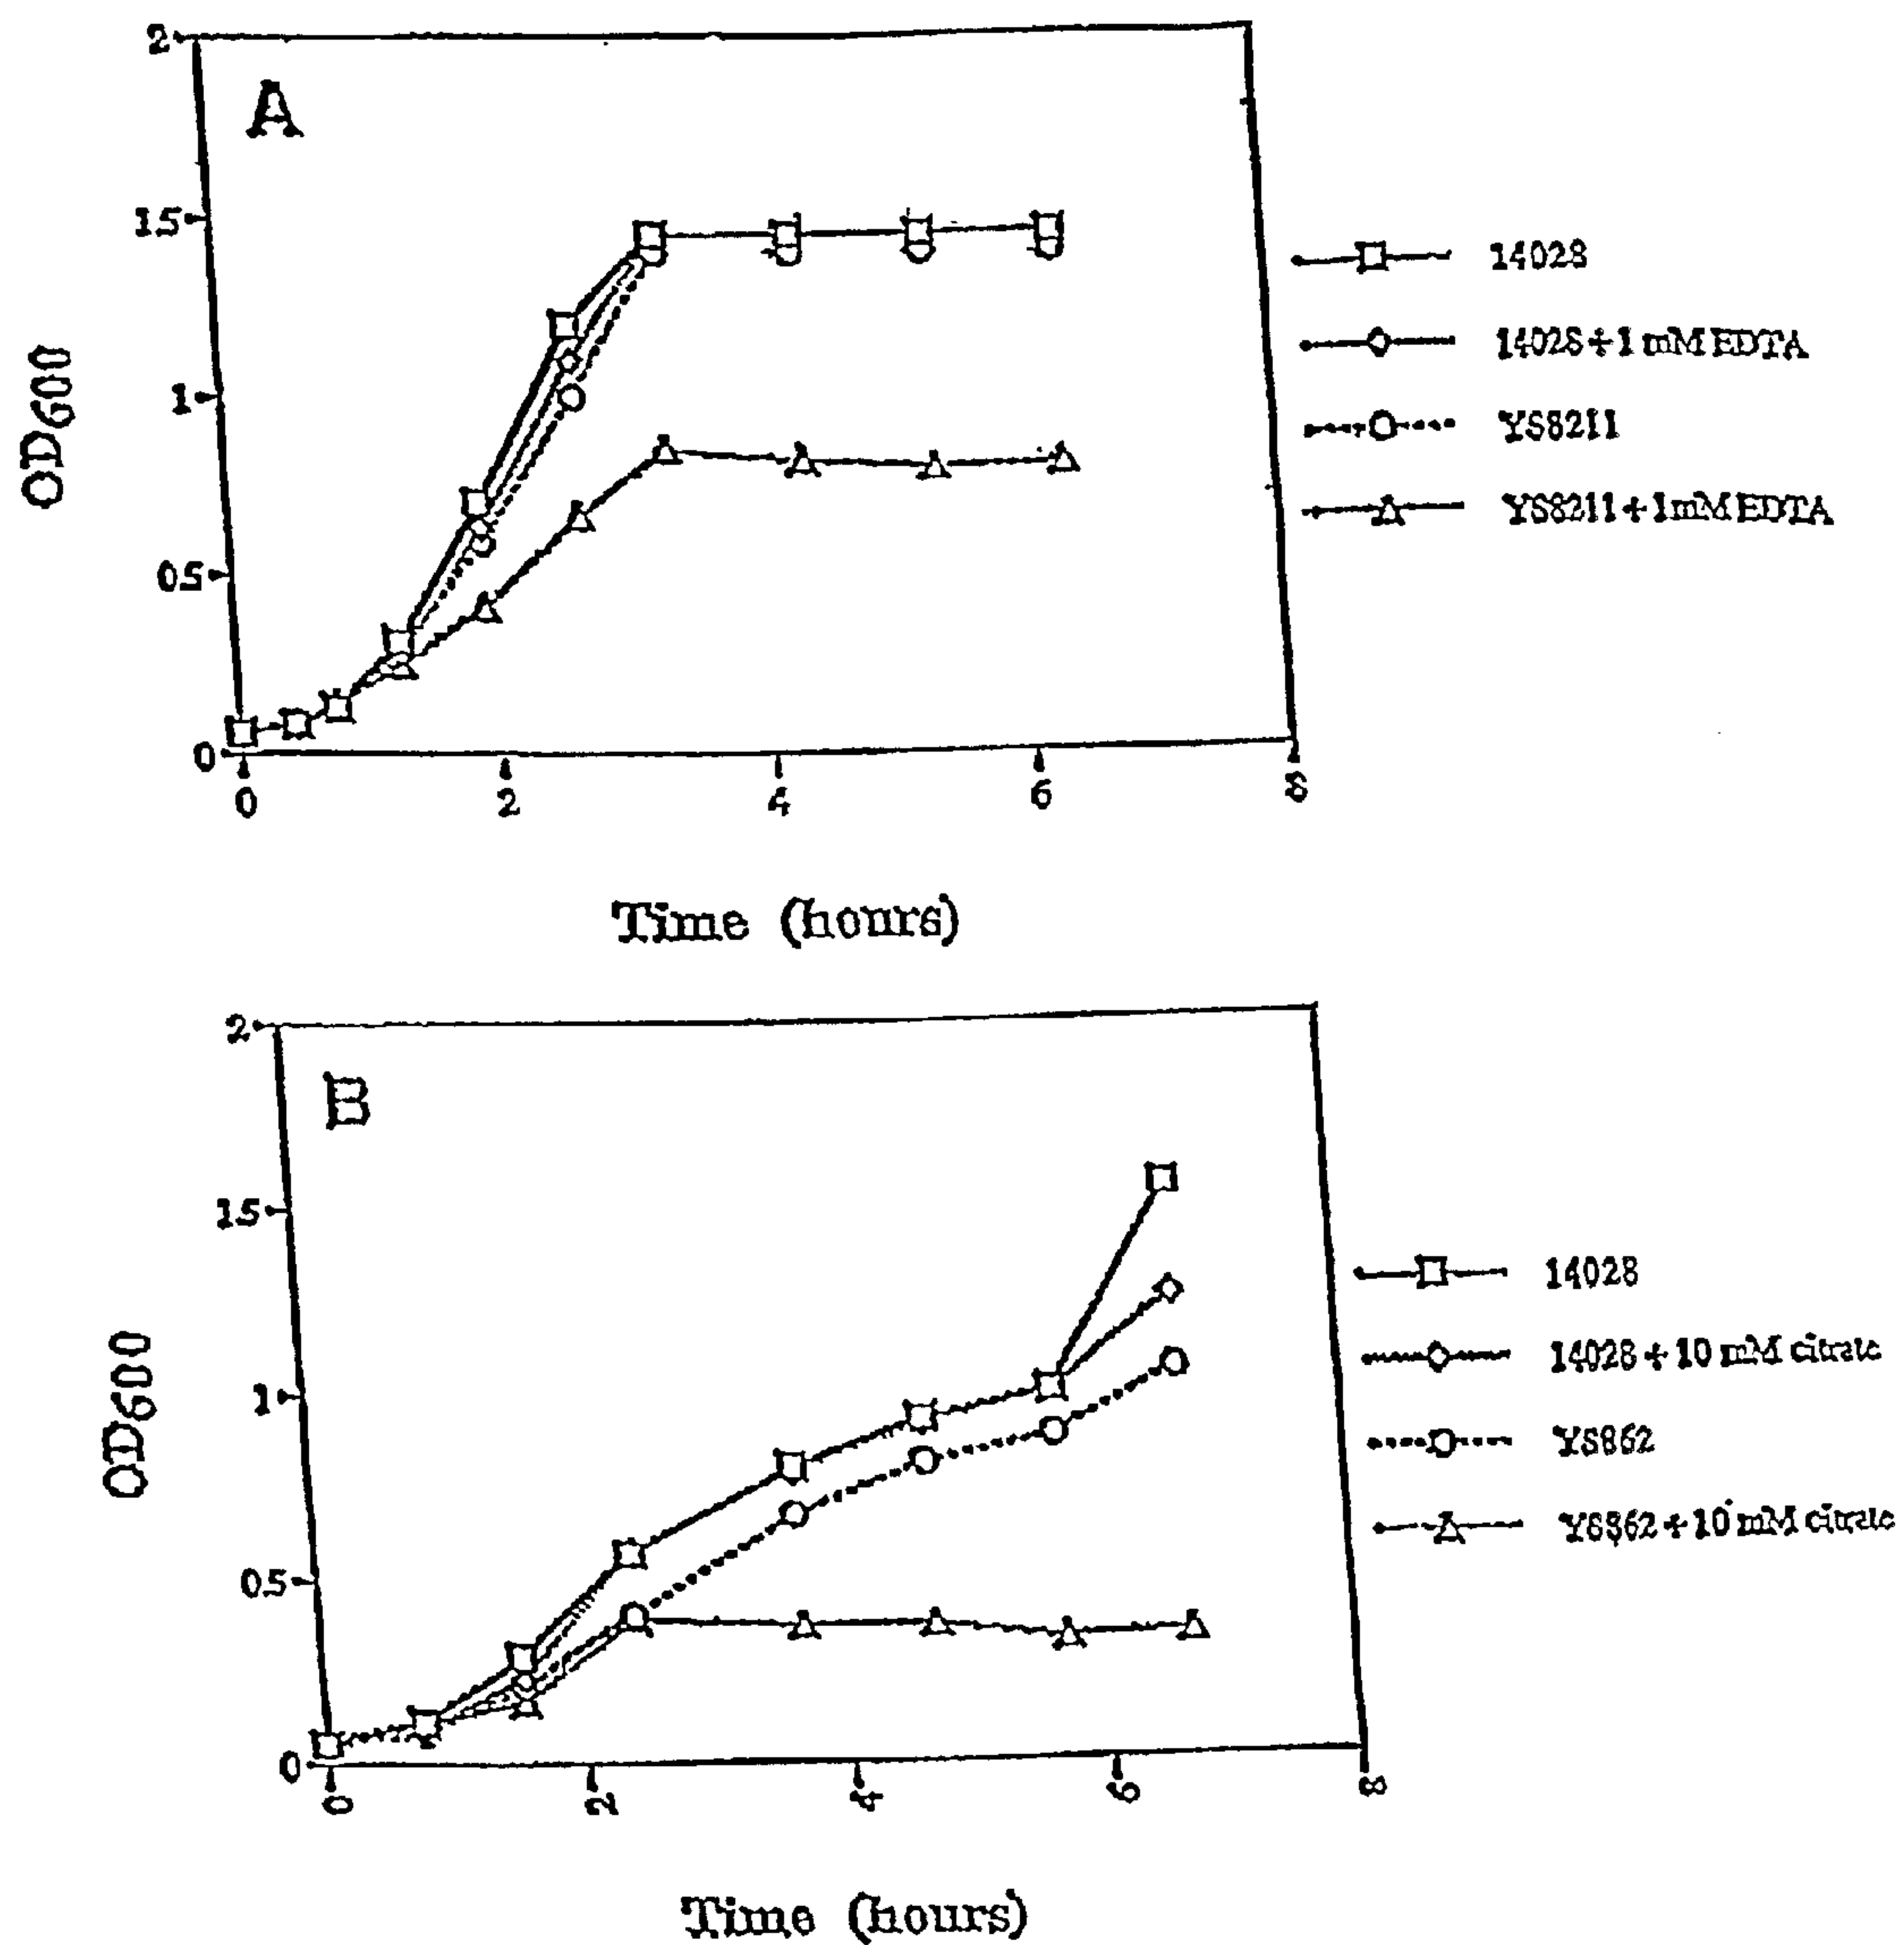 2
A
15
1
05
0
OD600
0 2 4 6 8
Time (hours)
14028
14028 + 1 mM EDTA
YS8211
YS8211 + 1 mM EDTA
2
B
15
1
05
0
OD600
0 2 4 6 8
Time (hours)
14028
14028 + 10 mM citrate
YS862
YS862 + 10 mM citrate